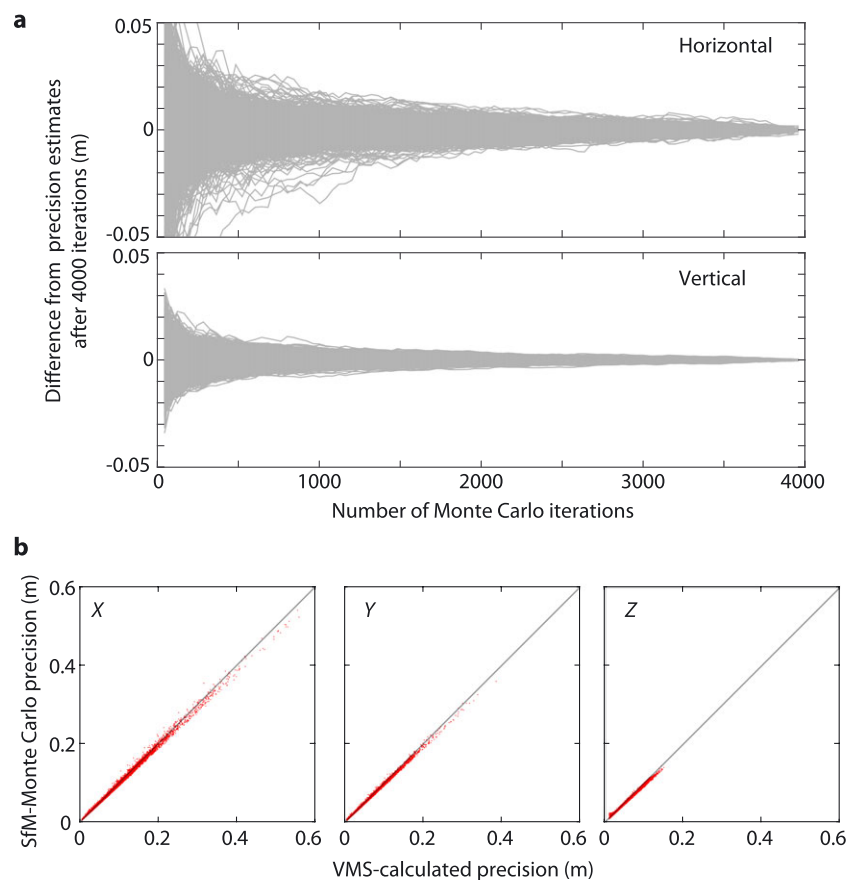 a
Difference from precision estimates
after 4000 iterations (m)
0.05
0
-0.05
Horizontal
0.05
0
-0.05
Vertical
0 1000 2000 3000 4000
Number of Monte Carlo iterations
b
SfM-Monte Carlo precision (m)
0.6
0.4
0.2
0
X
Y
Z
0.2 0.4 0.6
0 0.2 0.4 0.6
0 0.2 0.4 0.6
VMS-calculated precision (m)